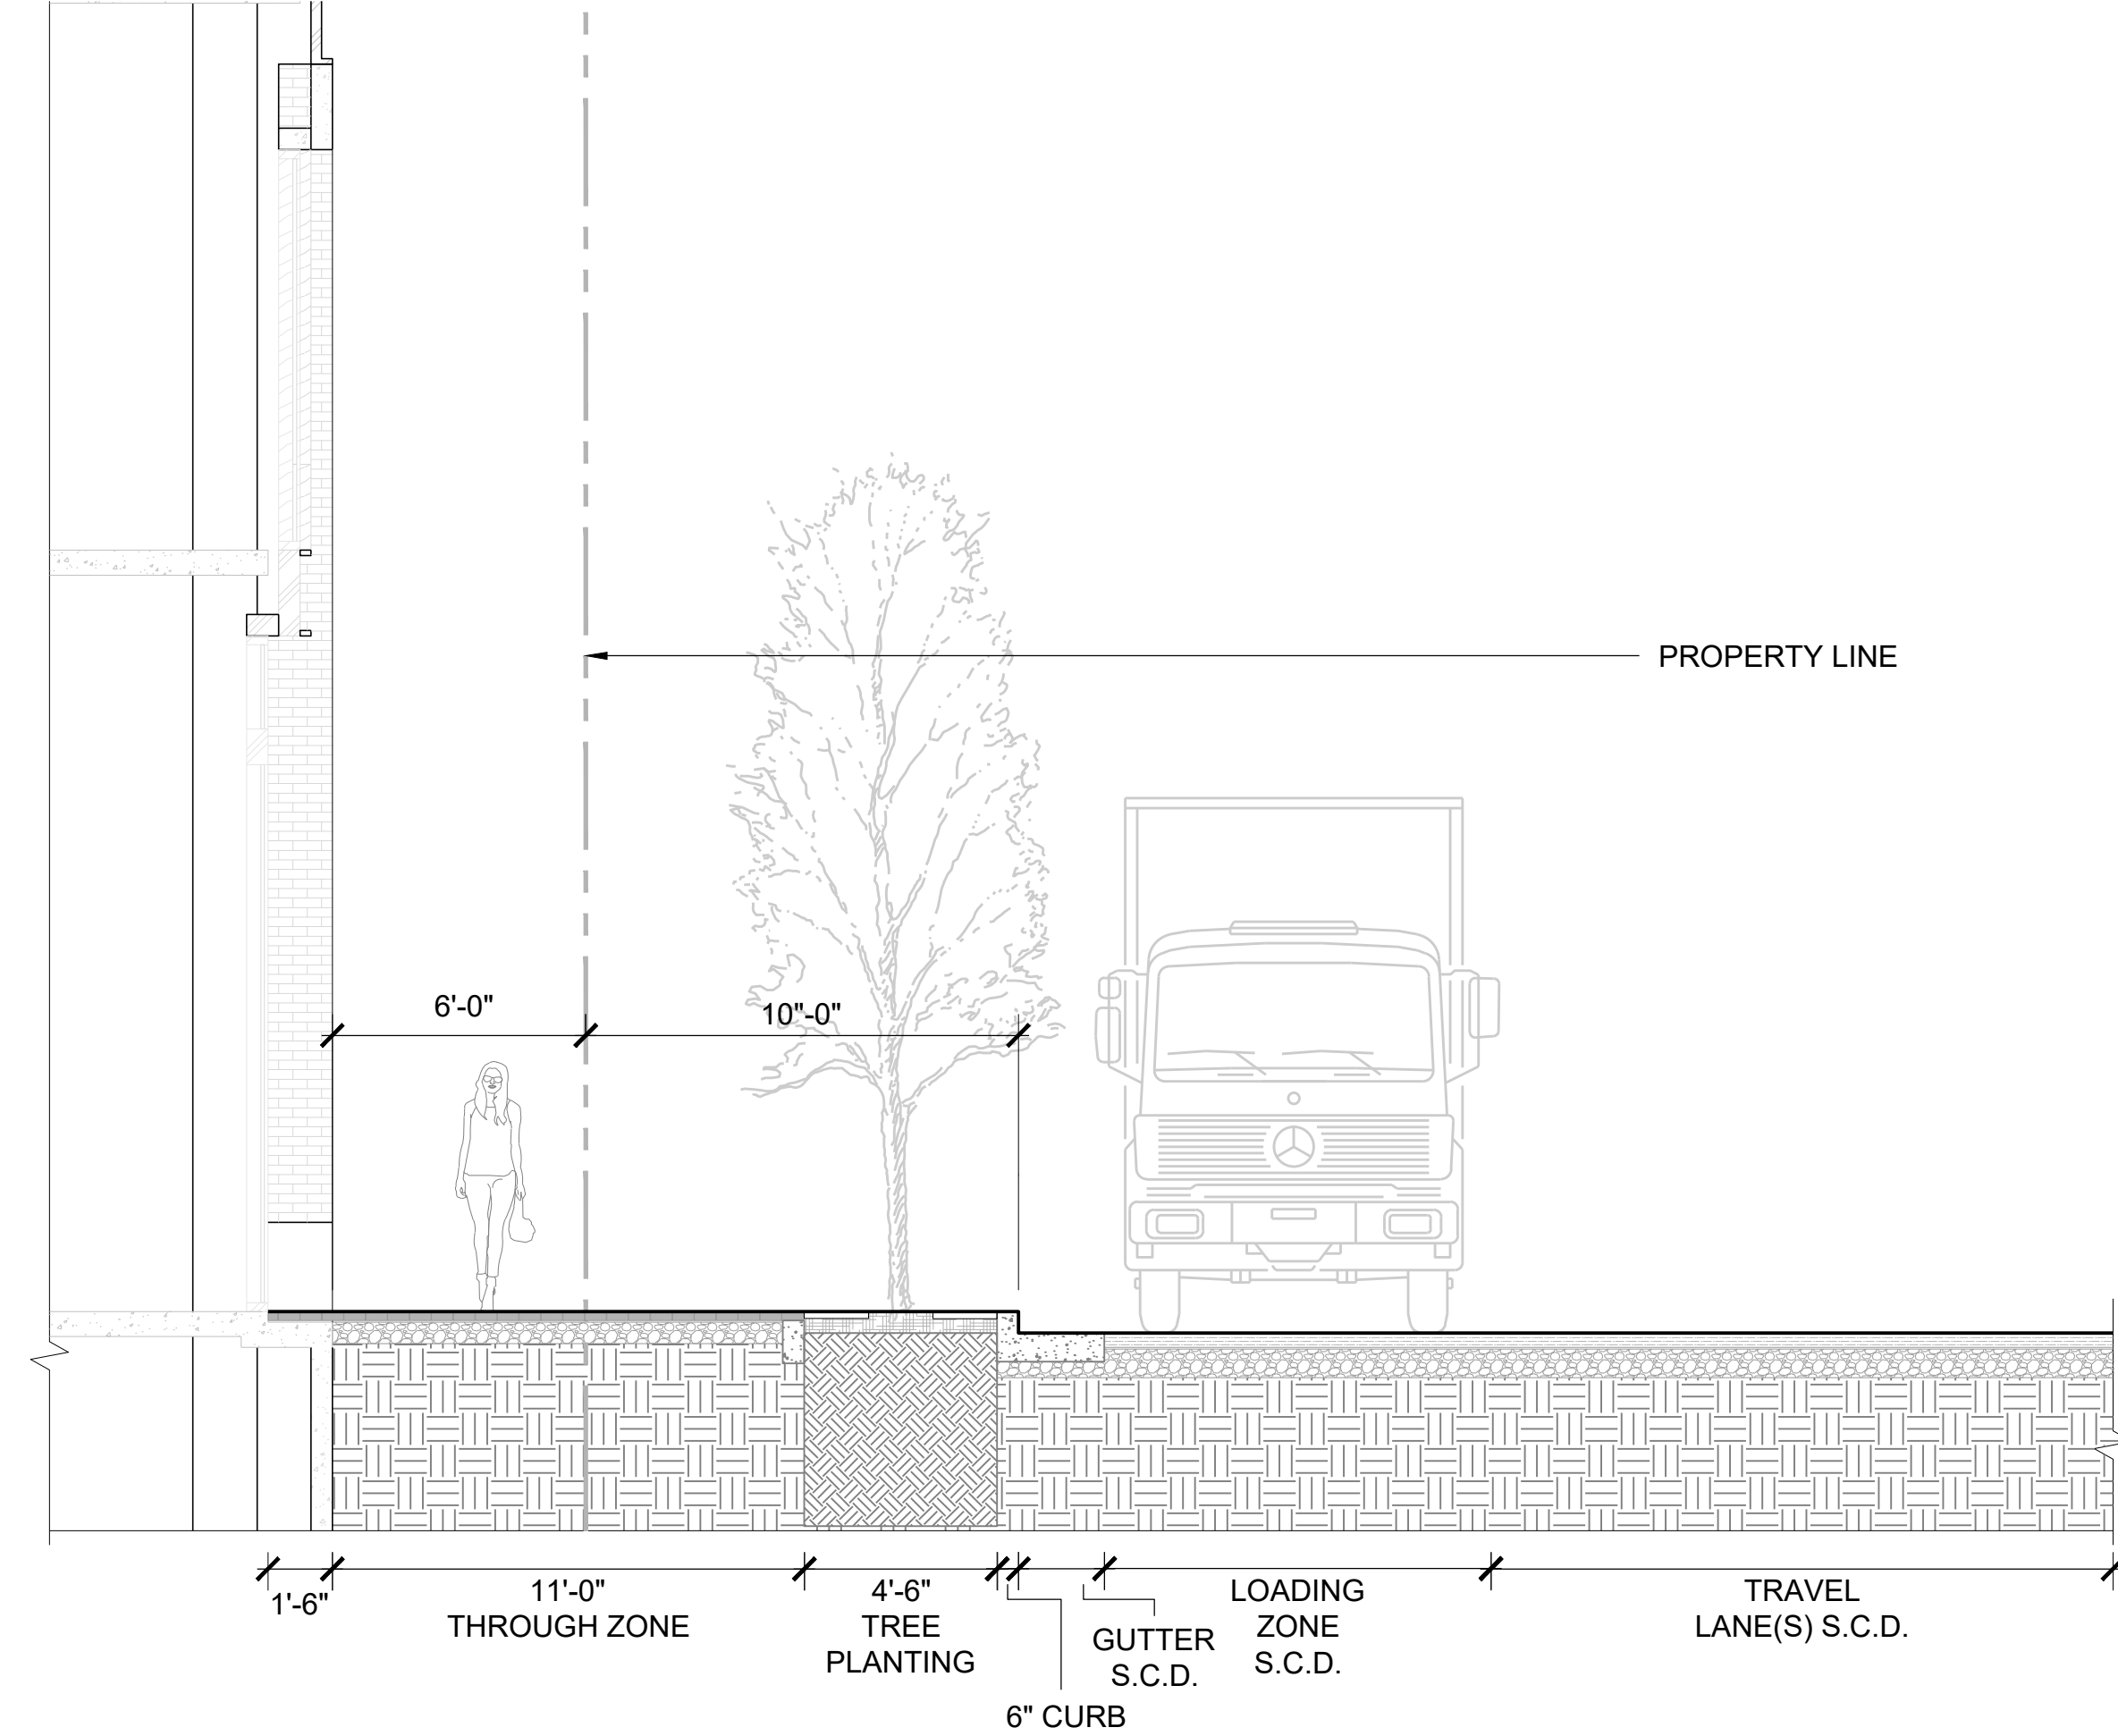 PROPERTY LINE
6'-0"
10"-0"
1'-6"
11'-0"
THROUGH ZONE
4'-6"
TREE
PLANTING
6" CURB
GUTTER
S.C.D.
LOADING
ZONE
S.C.D.
TRAVEL
LANE(S) S.C.D.